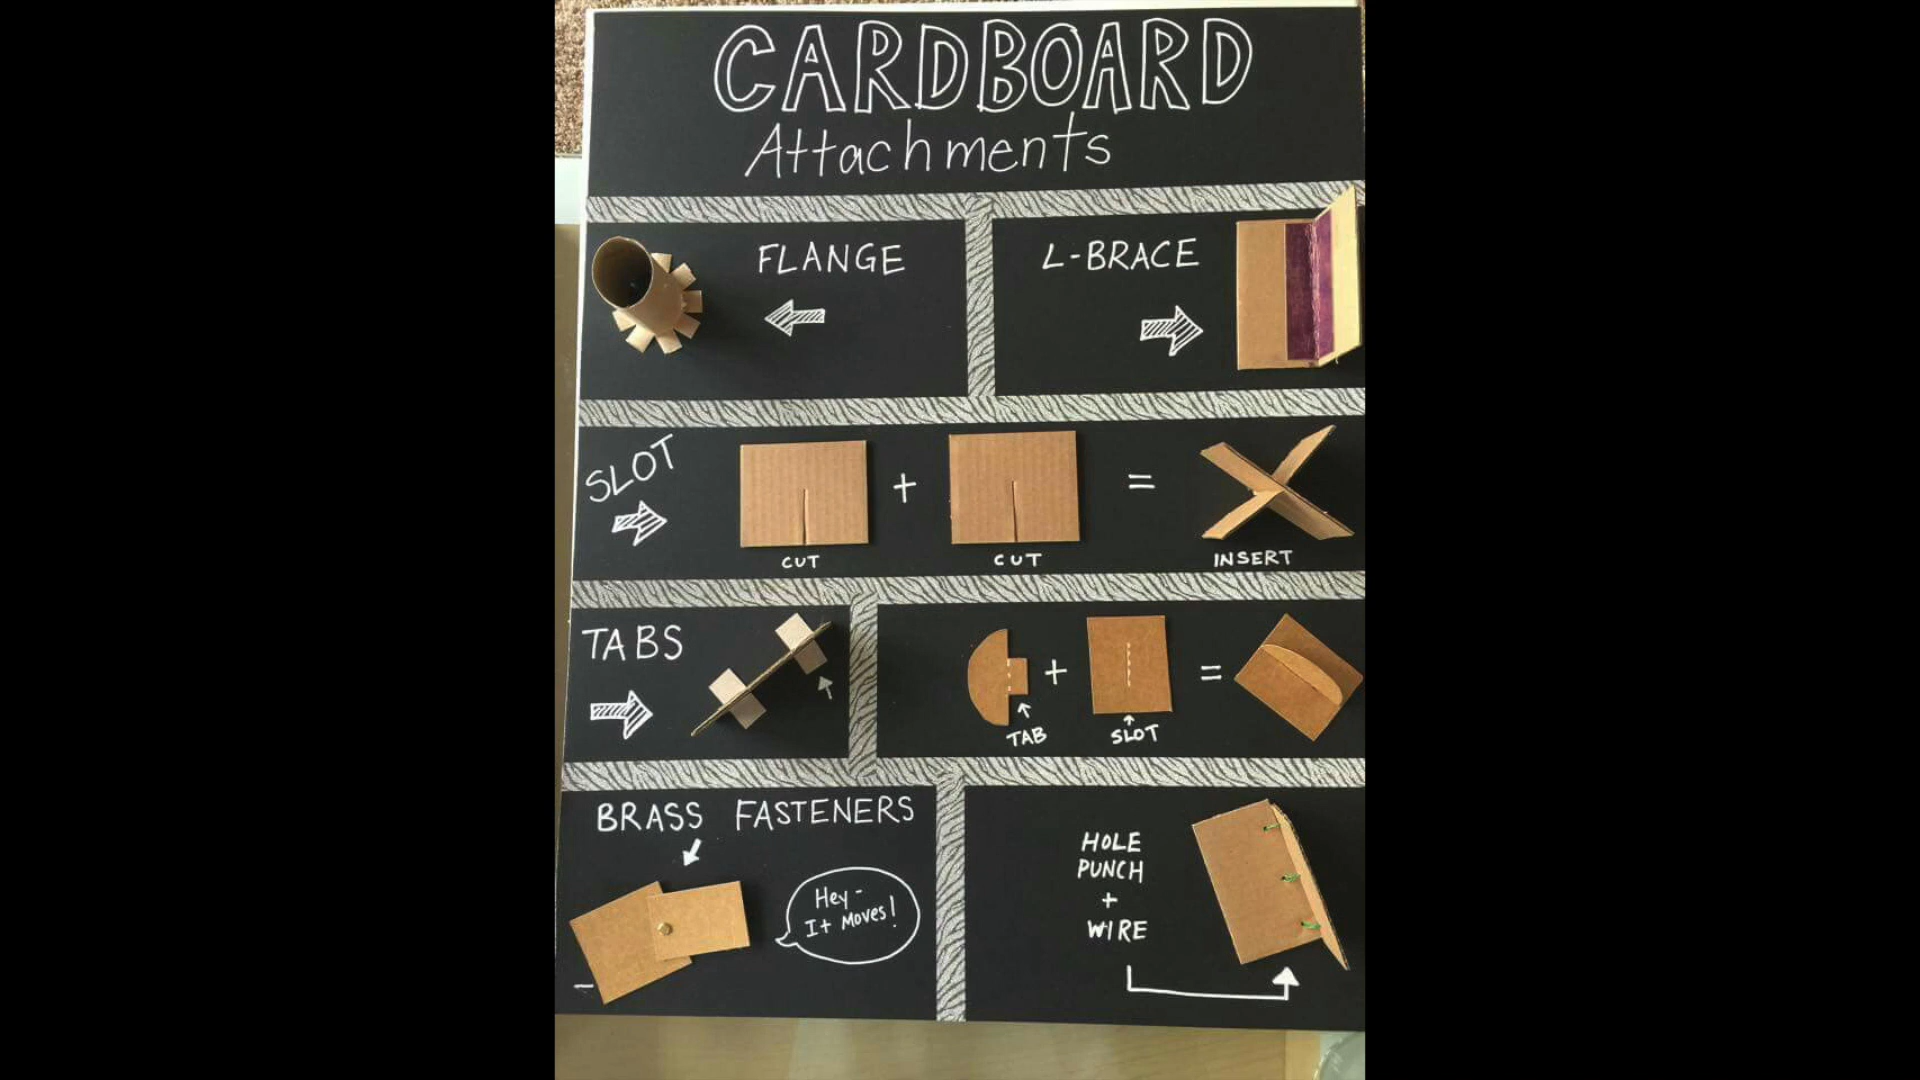 CARDBOARD
Attachments
FLANGE
L-BRACE
SLOT
+
=
CUT
CUT
INSERT
TABS
+
=
TAB
SLOT
BRASS FASTENERS
Hey-
It Moves!
HOLE
PUNCH
+
WIRE